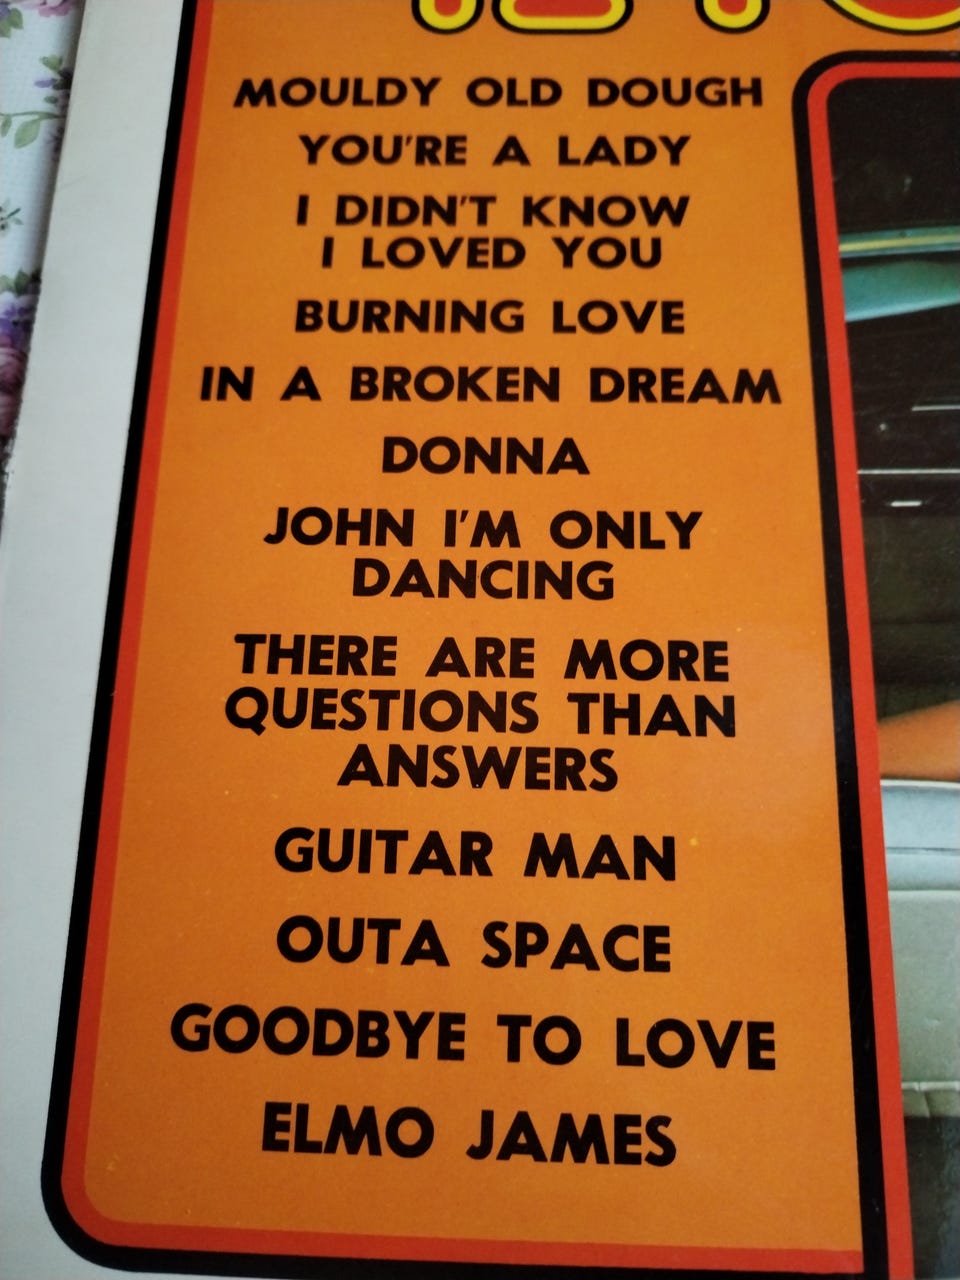 MOULDY OLD DOUGH
YOU'RE A LADY
I DIDN'T KNOW
I LOVED YOU
BURNING LOVE
IN A BROKEN DREAM
DONNA
JOHN I'M ONLY
DANCING
THERE ARE MORE
QUESTIONS THAN
ANSWERS
GUITAR MAN
OUTA SPACE
GOODBYE TO LOVE
ELMO JAMES